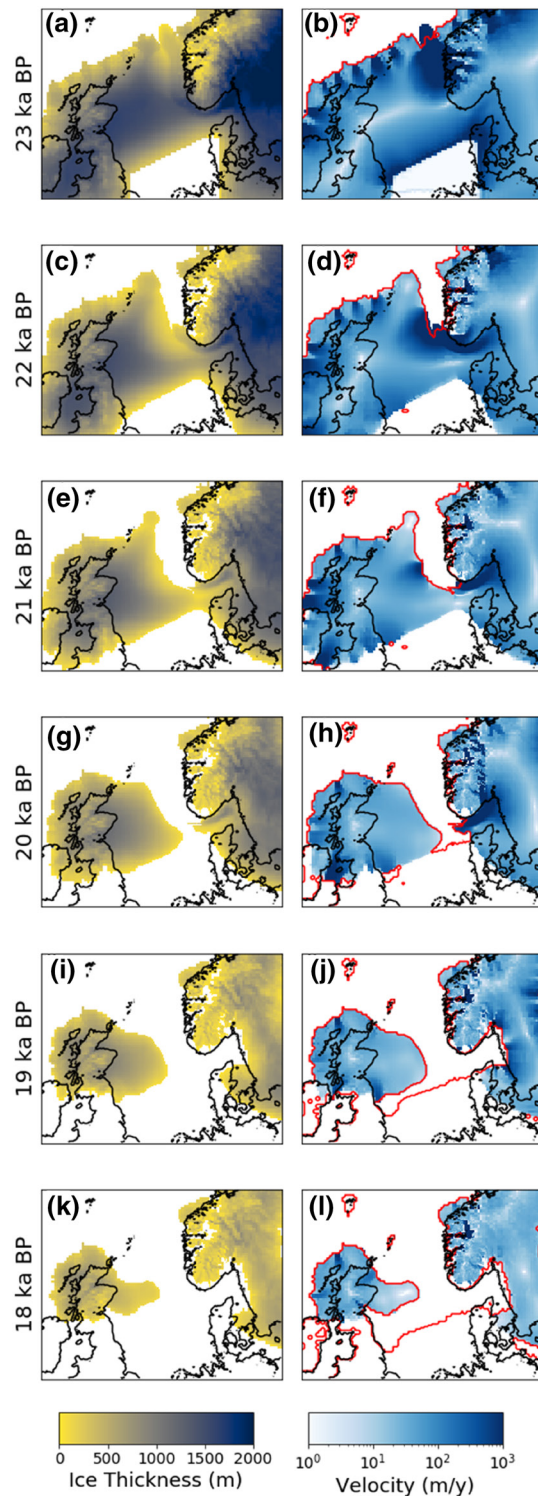 (a) (b)
23 ka BP
(c) (d)
22 ka BP
(e) (f)
21 ka BP
(g) (h)
20 ka BP
(i) (j)
19 ka BP
(k) (l)
18 ka BP
0 500 1000 1500 2000
Ice Thickness (m)
10⁰ 10¹ 10² 10³
Velocity (m/y)